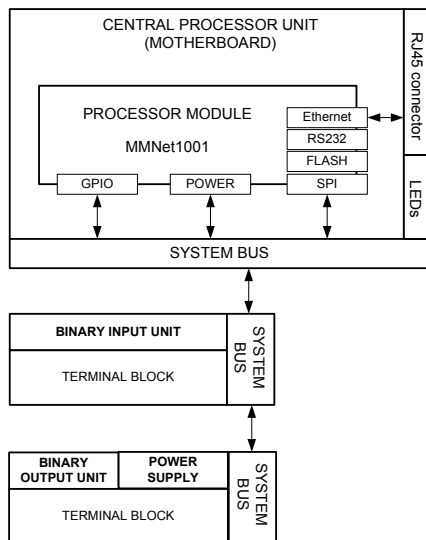 CENTRAL PROCESSOR UNIT
(MOTHERBOARD)
RJ45 connector
PROCESSOR MODULE
MMNet1001
Ethernet
RS232
FLASH
GPIO
POWER
SPI
LEDs
SYSTEM BUS
BINARY INPUT UNIT
TERMINAL BLOCK
SYSTEM
BUS
BINARY
OUTPUT UNIT
POWER
SUPPLY
TERMINAL BLOCK
SYSTEM
BUS